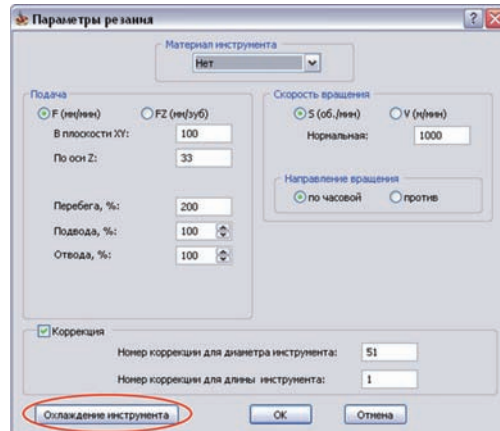 Параметры резания
Материал инструмента
Нет
Подача
F (мм/мин) FZ (мм/зуб)
В плоскости XY: 100
По оси Z: 33
Перебега, %: 200
Подвода, %: 100
Отвода, %: 100
Скорость вращения
S (об./мин) V (м/мин)
Нормальная: 1000
Направление вращения
по часовой против
Коррекция
Номер коррекции для диаметра инструмента: 51
Номер коррекции для длины инструмента: 1
Охлаждение инструмента OK Отмена